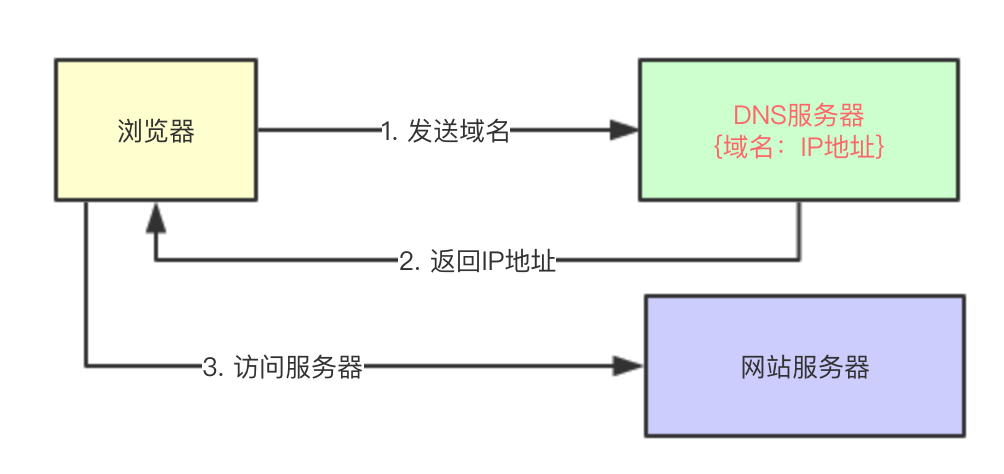 浏览器
1. 发送域名
DNS服务器
{域名：IP地址}
2. 返回IP地址
3. 访问服务器
网站服务器